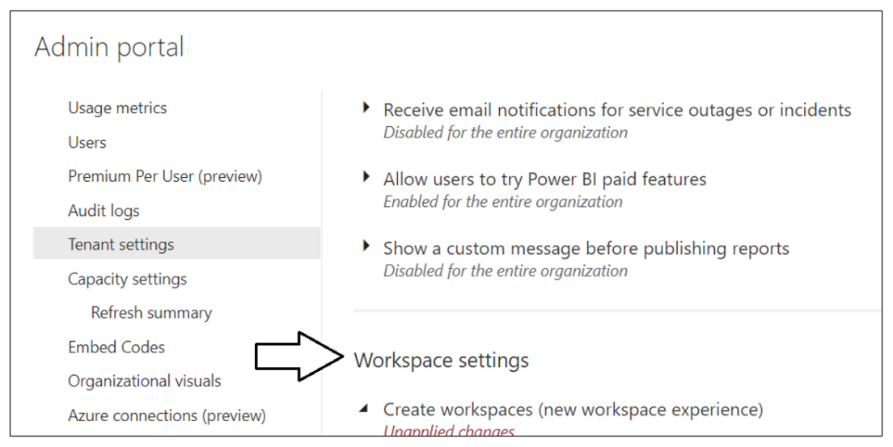 Admin portal
Usage metrics
Users
Premium Per User (preview)
Audit logs
Tenant settings
Capacity settings
Refresh summary
Embed Codes
Organizational visuals
Azure connections (preview)
Receive email notifications for service outages or incidents
Disabled for the entire organization
Allow users to try Power BI paid features
Enabled for the entire organization
Show a custom message before publishing reports
Disabled for the entire organization
Workspace settings
Create workspaces (new workspace experience)
Unapplied changes